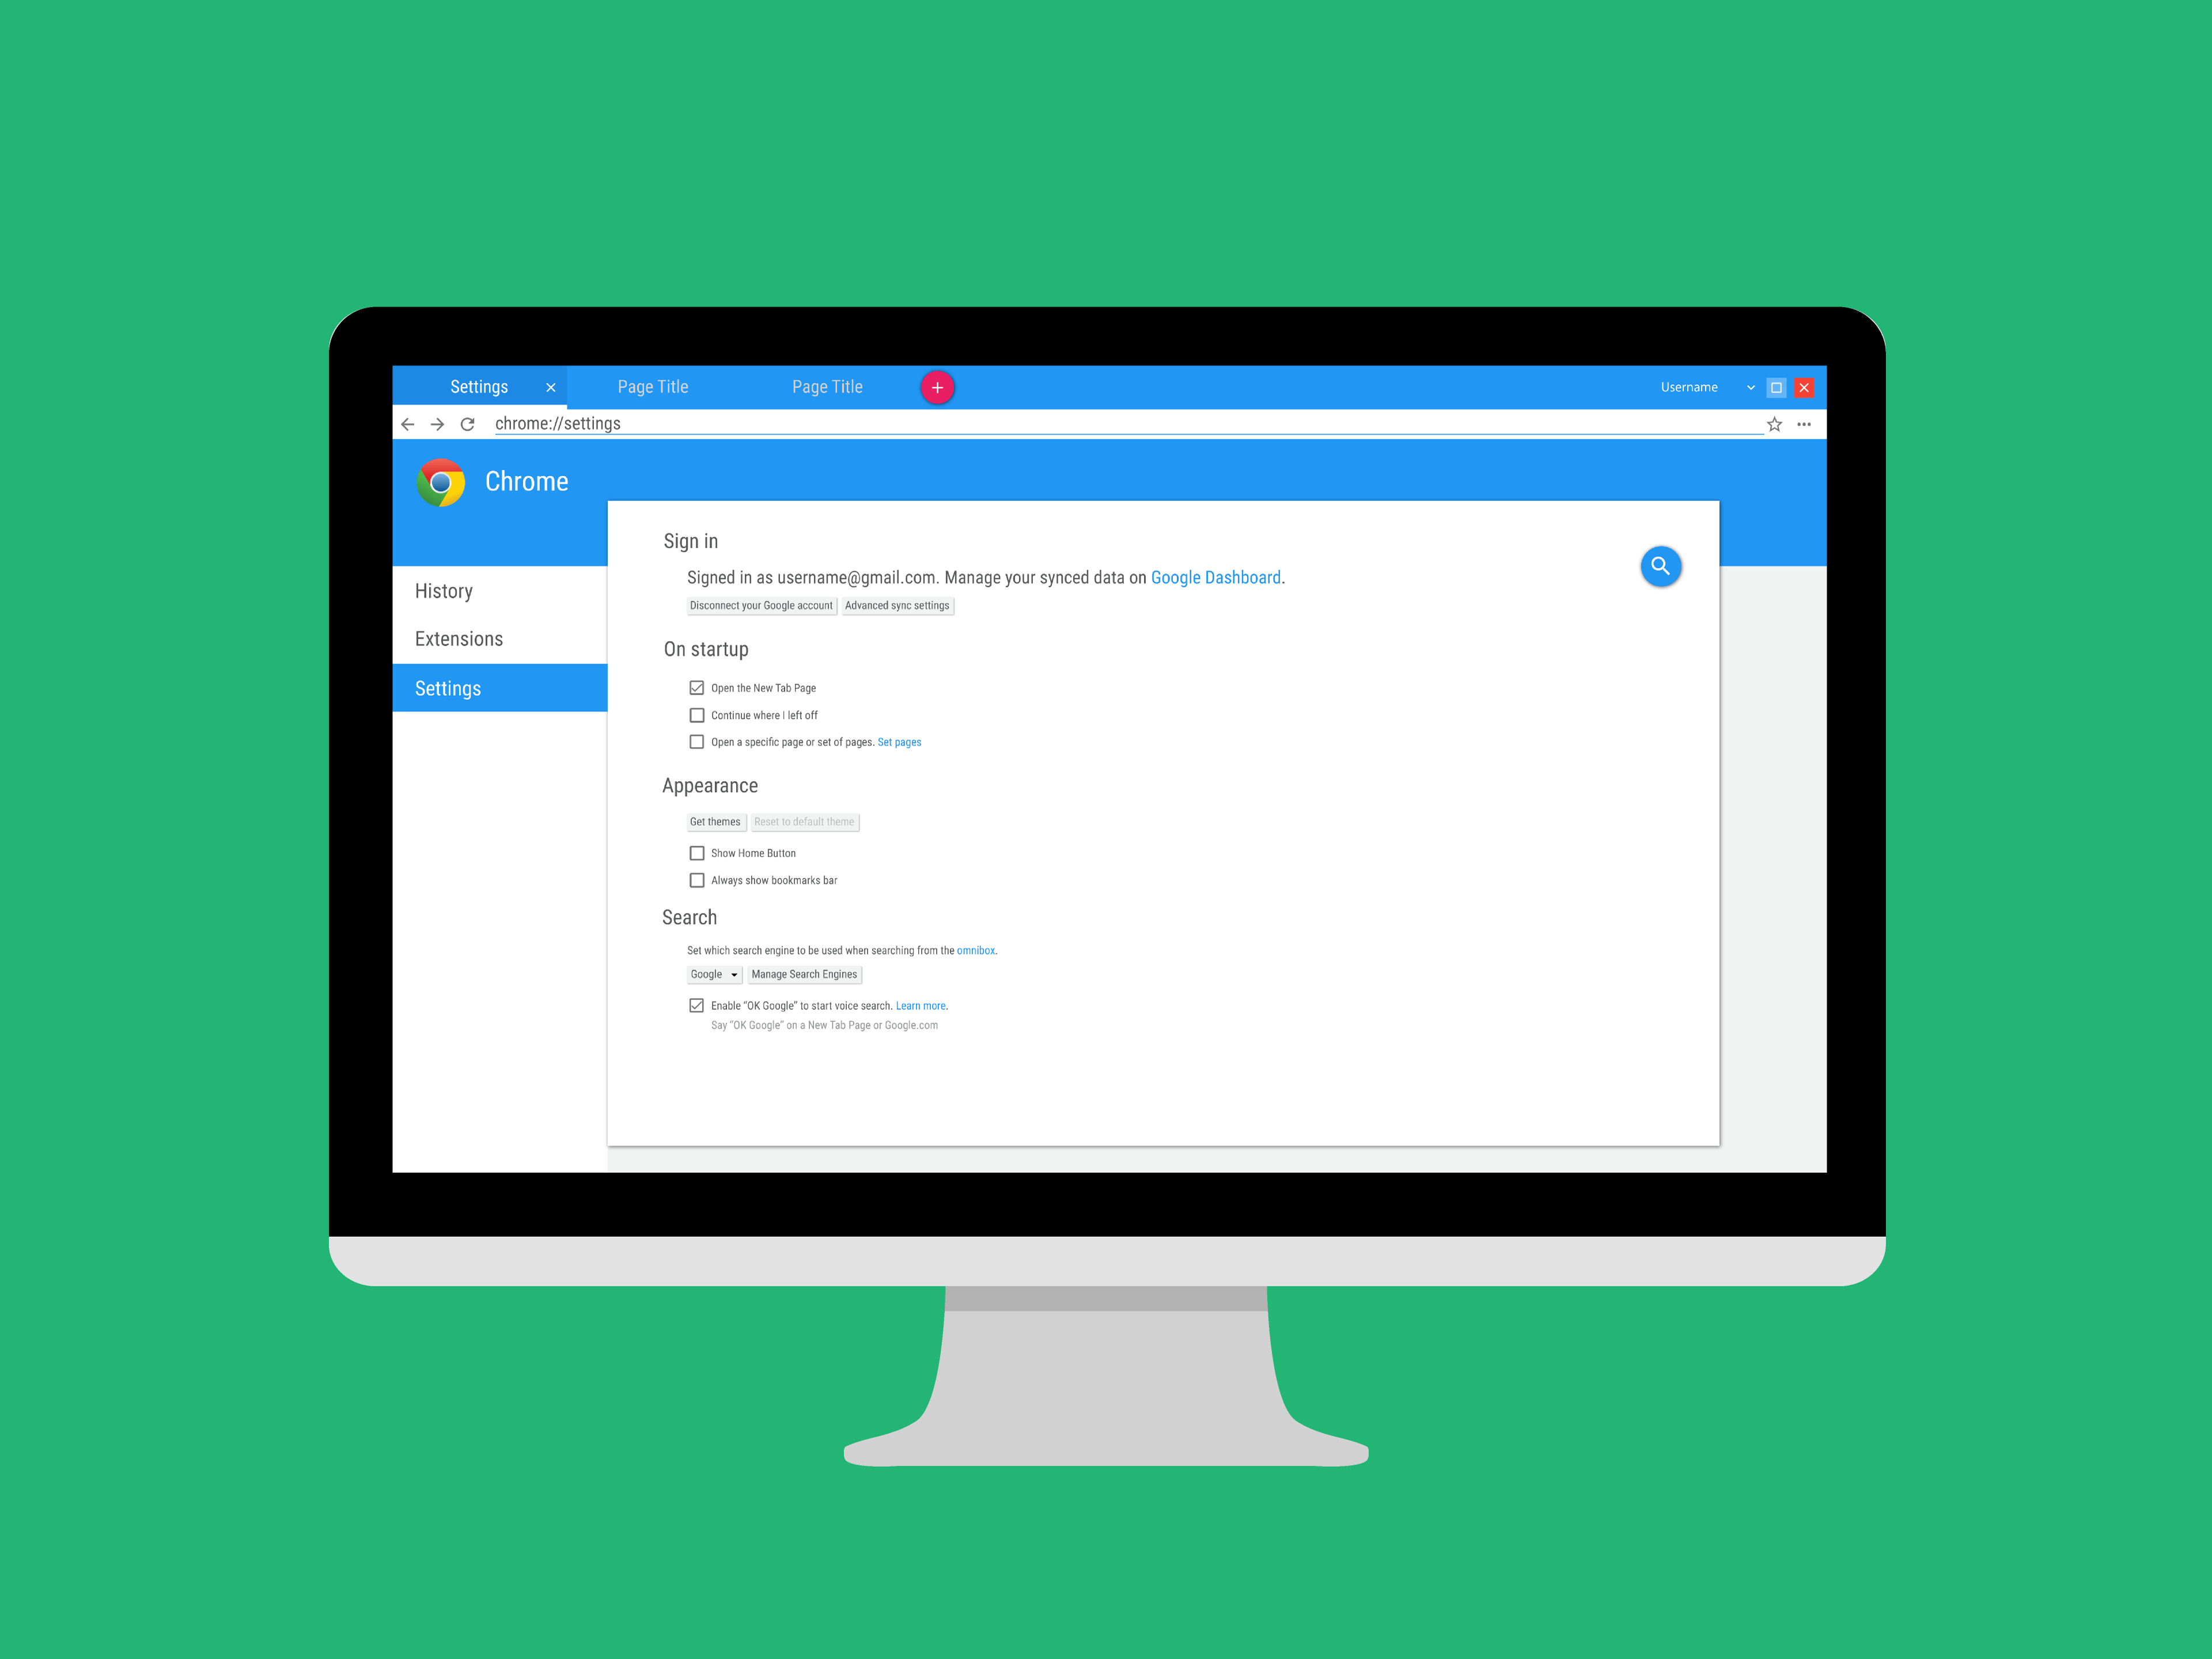 Settings Page Title Page Title Username
chrome://settings
Chrome
History
Extensions
Settings
Sign in
Signed in as username@gmail.com. Manage your synced data on Google Dashboard.
Disconnect your Google account Advanced sync settings
On startup
Open the New Tab Page
Continue where I left off
Open a specific page or set of pages. Set pages
Appearance
Get themes Reset to default theme
Show Home Button
Always show bookmarks bar
Search
Set which search engine to be used when searching from the omnibox.
Google Manage Search Engines
Enable “OK Google” to start voice search. Learn more.
Say “OK Google” on a New Tab Page or Google.com